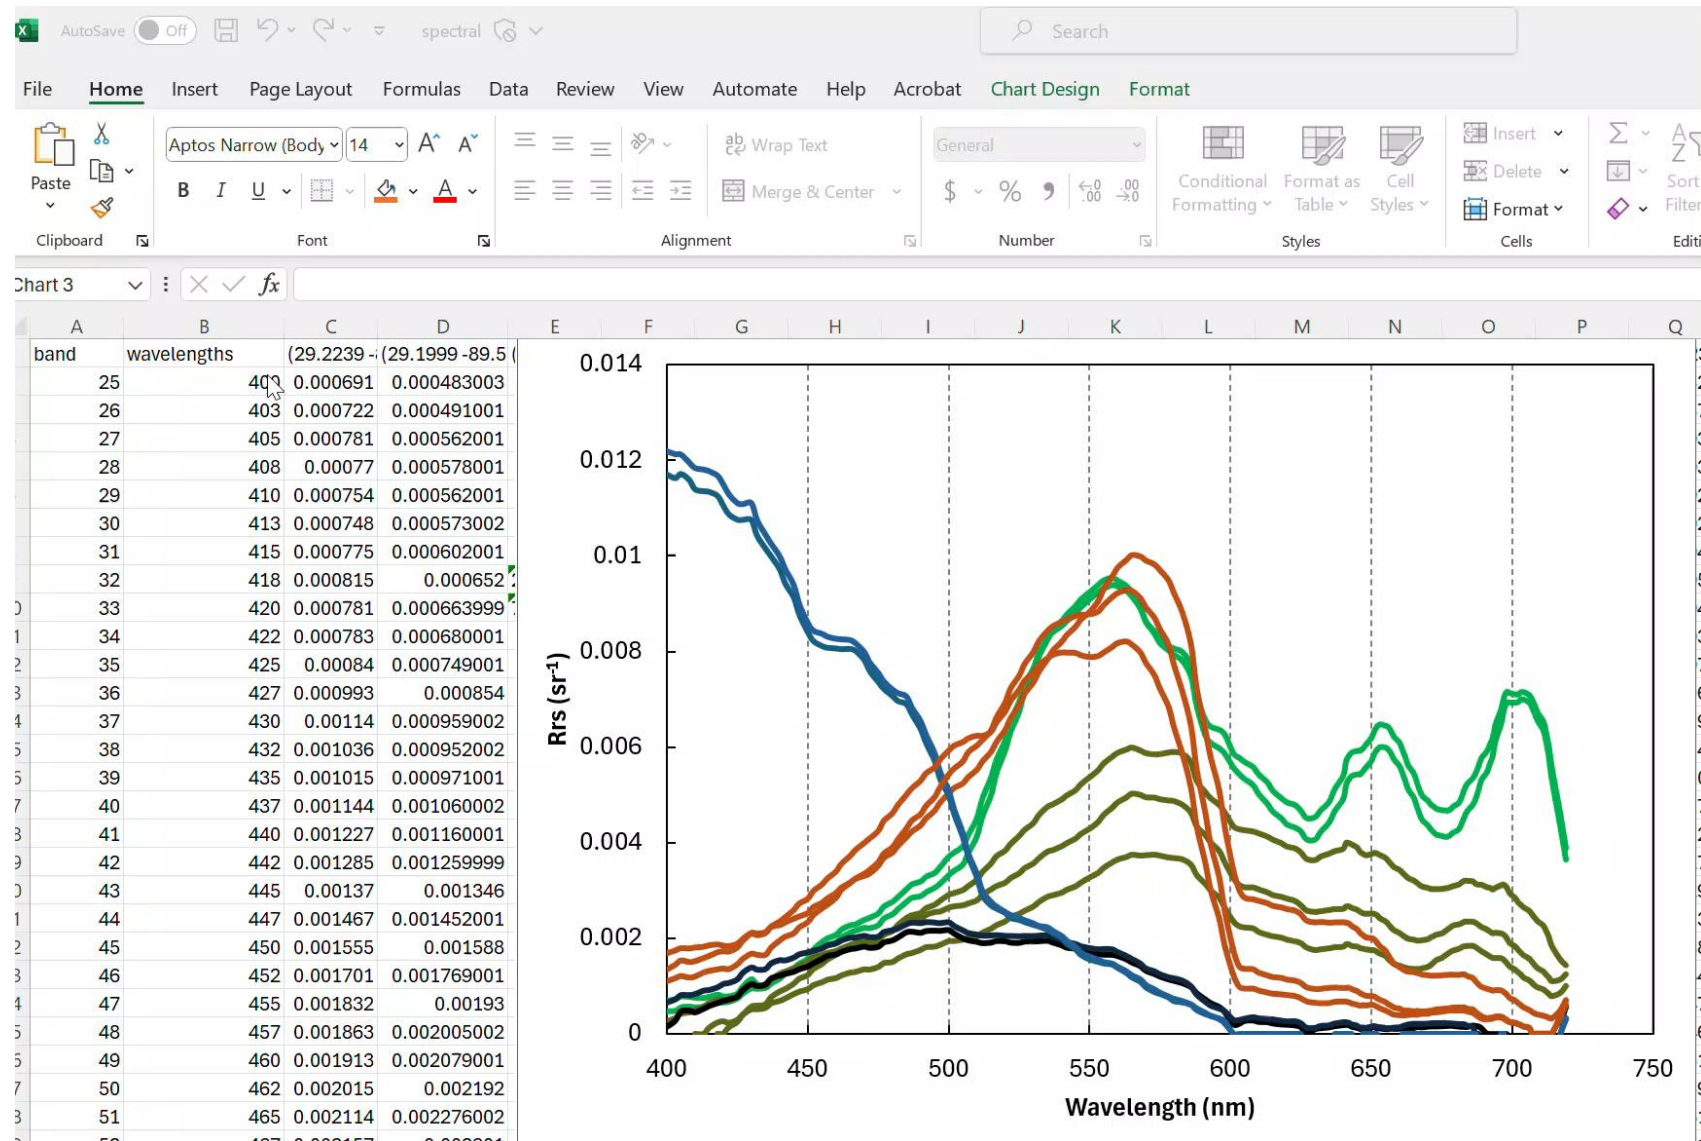 AutoSave Off spectral Search
File Home Insert Page Layout Formulas Data Review View Automate Help Acrobat Chart Design Format
Paste
Clipboard
Aptos Narrow (Body 14
B I U A
Font
ab Wrap Text
Merge & Center
Alignment
General
$ % 9
Number
Conditional Formatting
Format as Table
Cell Styles
Styles
Insert
Delete
Format
Cells
Sort
Filter
Editi
Chart 3 fx
A B C D E F G H I J K L M N O P Q
band wavelengths (29.2239 - (29.1999 -89.5 (
25 400 0.000691 0.000483003
26 403 0.000722 0.000491001
27 405 0.000781 0.000562001
28 408 0.00077 0.000578001
29 410 0.000754 0.000562001
30 413 0.000748 0.000573002
31 415 0.000775 0.000602001
32 418 0.000815 0.000652
33 420 0.000781 0.000663999
34 422 0.000783 0.000680001
35 425 0.00084 0.000749001
36 427 0.000993 0.000854
37 430 0.00114 0.000959002
38 432 0.001036 0.000952002
39 435 0.001015 0.000971001
40 437 0.001144 0.001060002
41 440 0.001227 0.001160001
42 442 0.001285 0.001259999
43 445 0.00137 0.001346
44 447 0.001467 0.001452001
45 450 0.001555 0.001588
46 452 0.001701 0.001769001
47 455 0.001832 0.00193
48 457 0.001863 0.002005002
49 460 0.001913 0.002079001
50 462 0.002015 0.002192
51 465 0.002114 0.002276002
0.014
0.012
0.01
0.008
0.006
0.004
0.002
0
Rrs (sr-1)
400 450 500 550 600 650 700 750
Wavelength (nm)